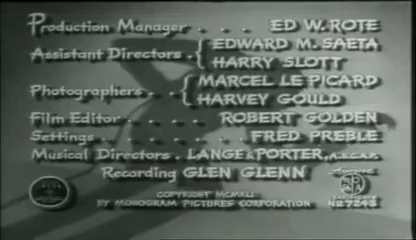 Production Manager . . . . ED W. ROTE
Assistant Directors . { EDWARD M. SAETA
HARRY SLOTT
Photographers . . . { MARCEL LE PICARD
HARVEY GOULD
Film Editor . . . . . ROBERT GOLDEN
Settings . . . . . . FRED PREBLE
Musical Directors . LANGE & PORTER, A.S.C.A.P.
Recording GLEN GLENN
COPYRIGHT MCMXLI
BY MONOGRAM PICTURES CORPORATION
Nº7243